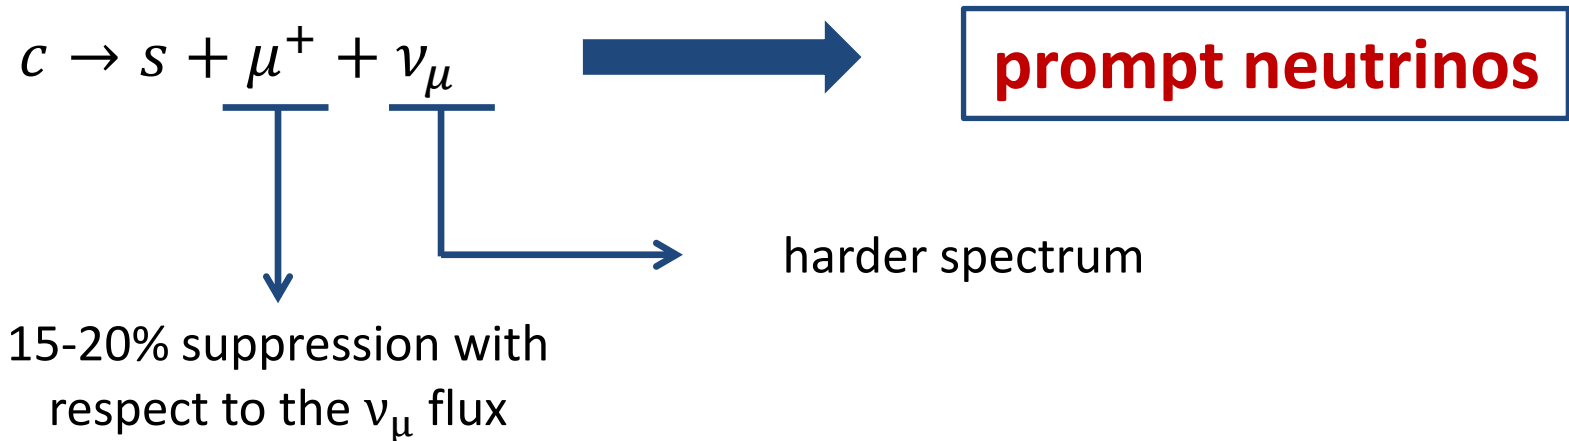 c → s + μ⁺ + ν_μ
prompt neutrinos
harder spectrum
15-20% suppression with
respect to the ν_μ flux